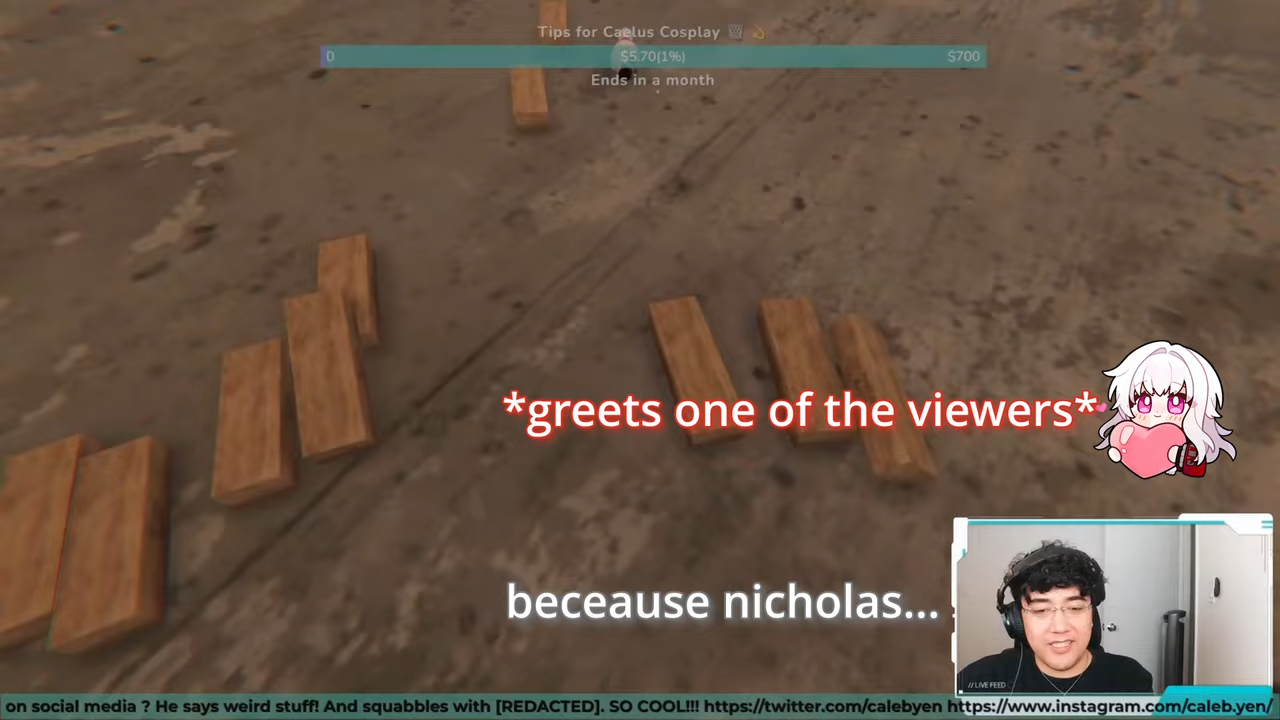 Tips for Caelus Cosplay
0 $5.70(1%) $700
Ends in a month
*greets one of the viewers*
beceause nicholas...
// LIVE FEED
on social media ? He says weird stuff! And squabbles with [REDACTED]. SO COOL!!! https://twitter.com/calebyen https://www.instagram.com/caleb.yen/